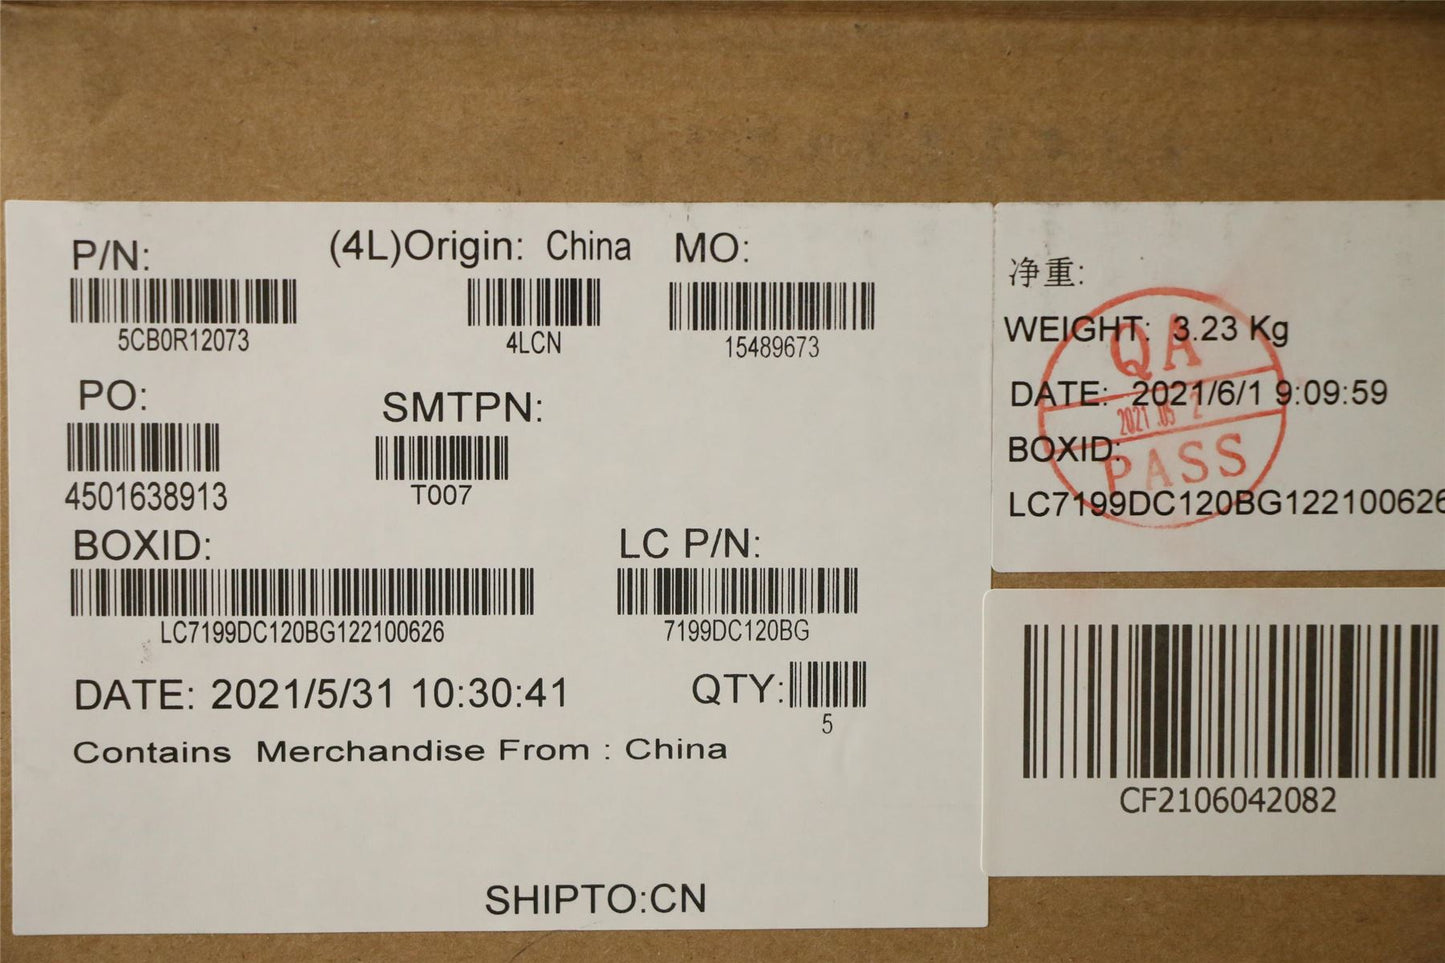 P/N:
5CB0R12073
(4L)Origin: China
4LCN
MO:
15489673
PO:
4501638913
SMTPN:
T007
BOXID:
LC7199DC120BG122100626
LC P/N:
7199DC120BG
DATE: 2021/5/31 10:30:41
QTY:
5
Contains Merchandise From : China
SHIPTO:CN
净重:
WEIGHT: 3.23 Kg
DATE: 2021/6/1 9:09:59
BOXID:
LC7199DC120BG122100626
QA
PASS
CF2106042082